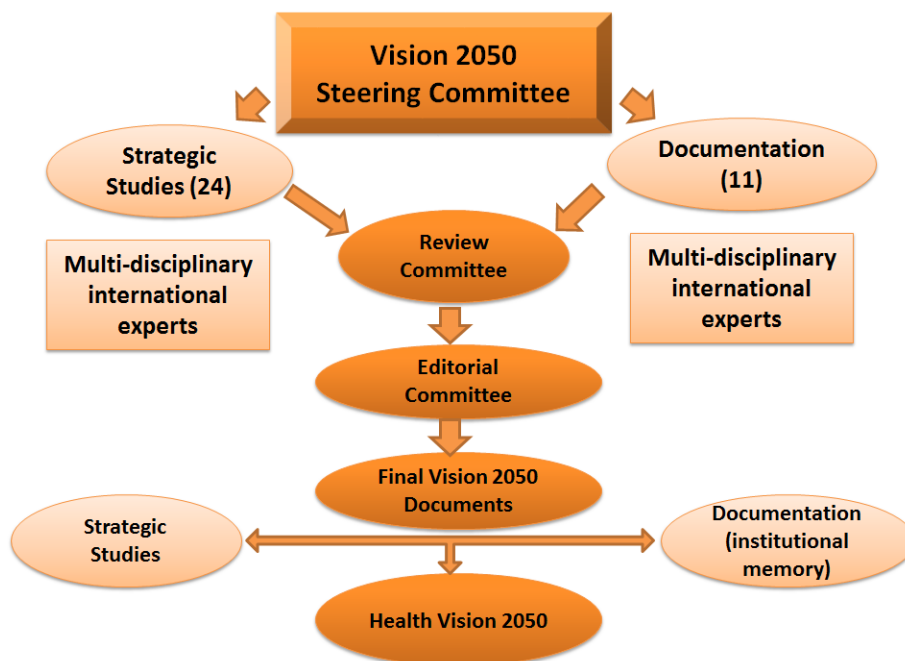 Vision 2050
Steering Committee
Strategic
Studies (24)
Documentation
(11)
Review
Committee
Multi-disciplinary
international
experts
Multi-disciplinary
international
experts
Editorial
Committee
Final Vision 2050
Documents
Strategic
Studies
Documentation
(institutional
memory)
Health Vision 2050